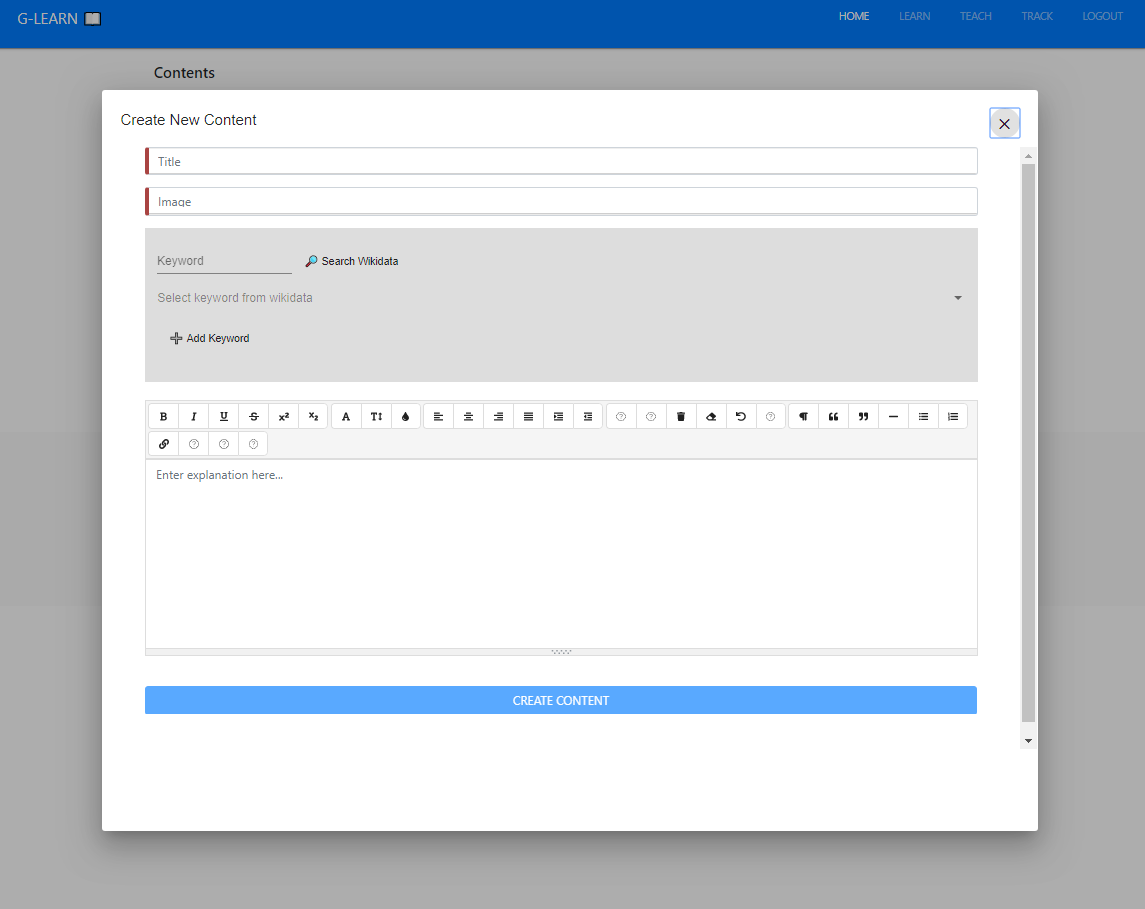 G-LEARN
HOME LEARN TEACH TRACK LOGOUT
Contents
Create New Content
Title
Image
Keyword
Search Wikidata
Select keyword from wikidata
Add Keyword
B I U S x² x₂ A T
Enter explanation here...
CREATE CONTENT